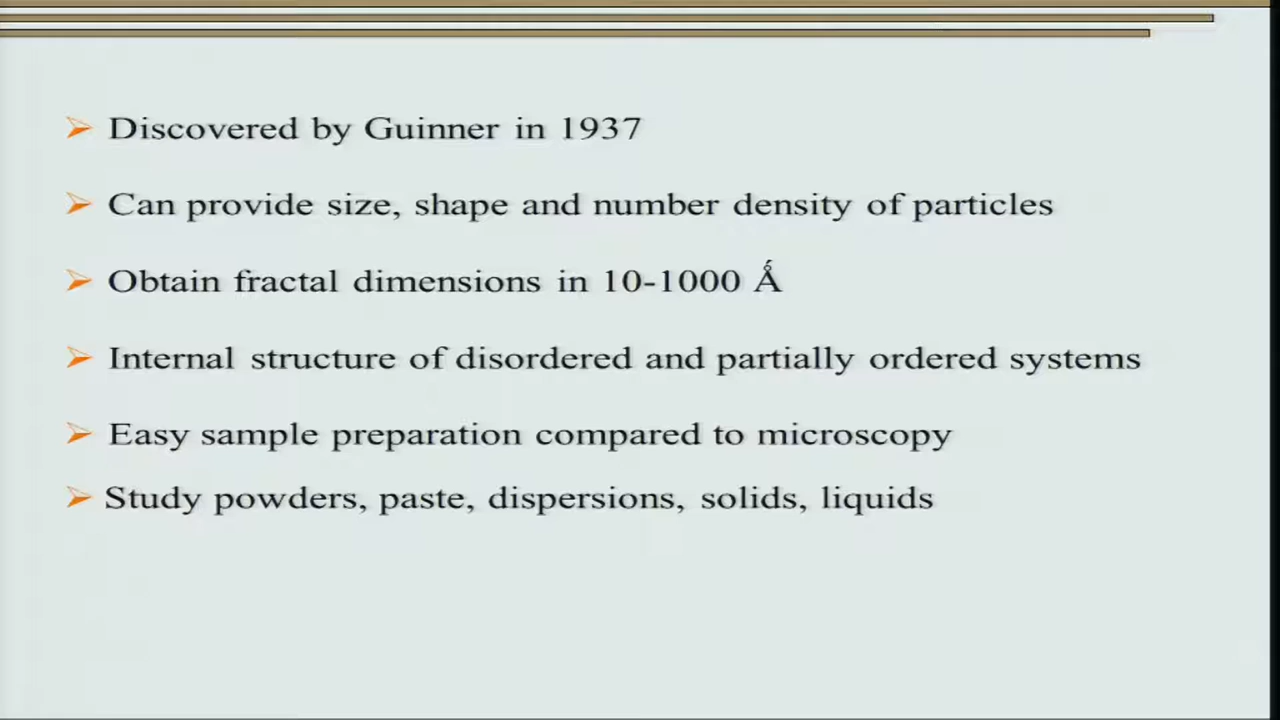 Discovered by Guinner in 1937
Can provide size, shape and number density of particles
Obtain fractal dimensions in 10-1000 Ǻ
Internal structure of disordered and partially ordered systems
Easy sample preparation compared to microscopy
Study powders, paste, dispersions, solids, liquids